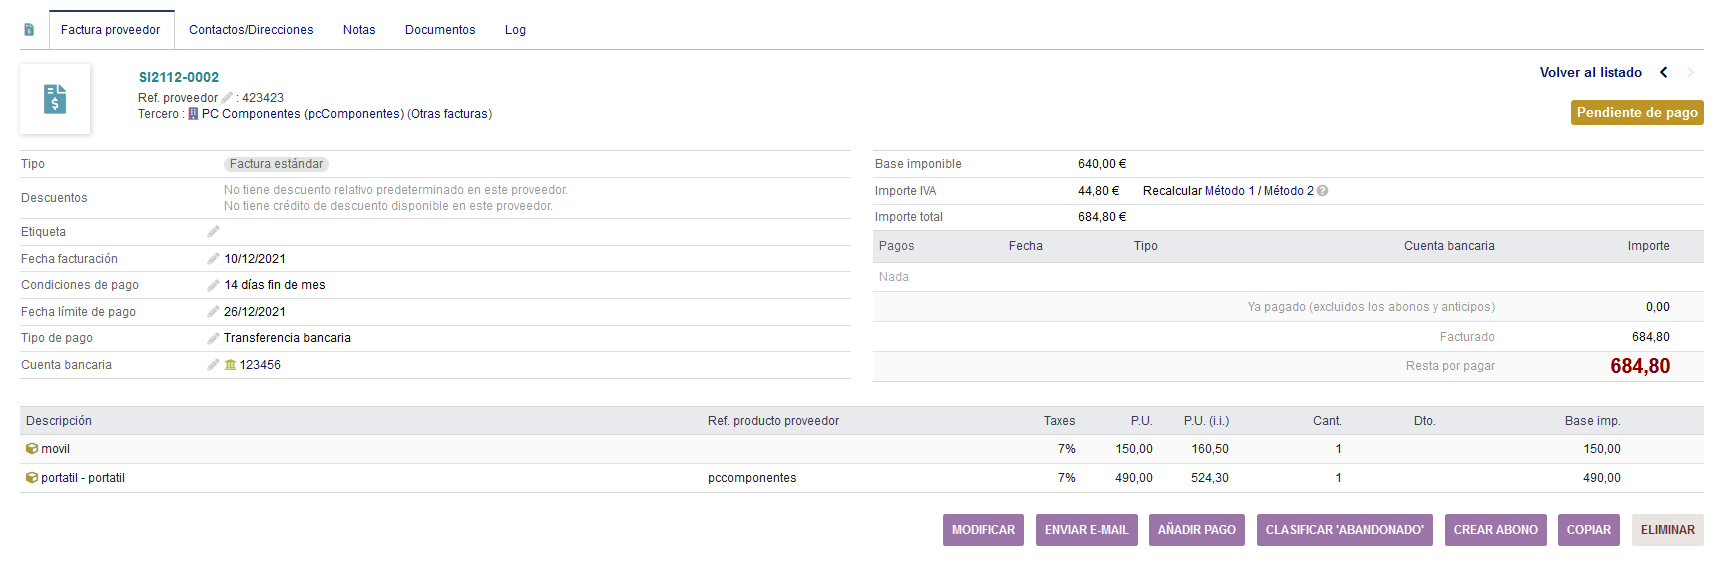 Factura proveedor Contactos/Direcciones Notas Documentos Log
SI2112-0002
Volver al listado
Ref. proveedor : 423423
Tercero : PC Componentes (pcComponentes) (Otras facturas)
Pendiente de pago
Tipo Factura estándar
Descuentos No tiene descuento relativo predeterminado en este proveedor.
No tiene crédito de descuento disponible en este proveedor.
Etiqueta
Fecha facturación 10/12/2021
Condiciones de pago 14 días fin de mes
Fecha límite de pago 26/12/2021
Tipo de pago Transferencia bancaria
Cuenta bancaria 123456
Base imponible 640,00 €
Importe IVA 44,80 € Recalcular Método 1 / Método 2 ?
Importe total 684,80 €
Pagos Fecha Tipo Cuenta bancaria Importe
Nada
Ya pagado (excluidos los abonos y anticipos) 0,00
Facturado 684,80
Resta por pagar 684,80
Descripción Ref. producto proveedor Taxes P.U. P.U. (i.i.) Cant. Dto. Base imp.
movil 7% 150,00 160,50 1 150,00
portatil - portatil pccomponentes 7% 490,00 524,30 1 490,00
MODIFICAR ENVIAR E-MAIL AÑADIR PAGO CLASIFICAR 'ABANDONADO' CREAR ABONO COPIAR ELIMINAR